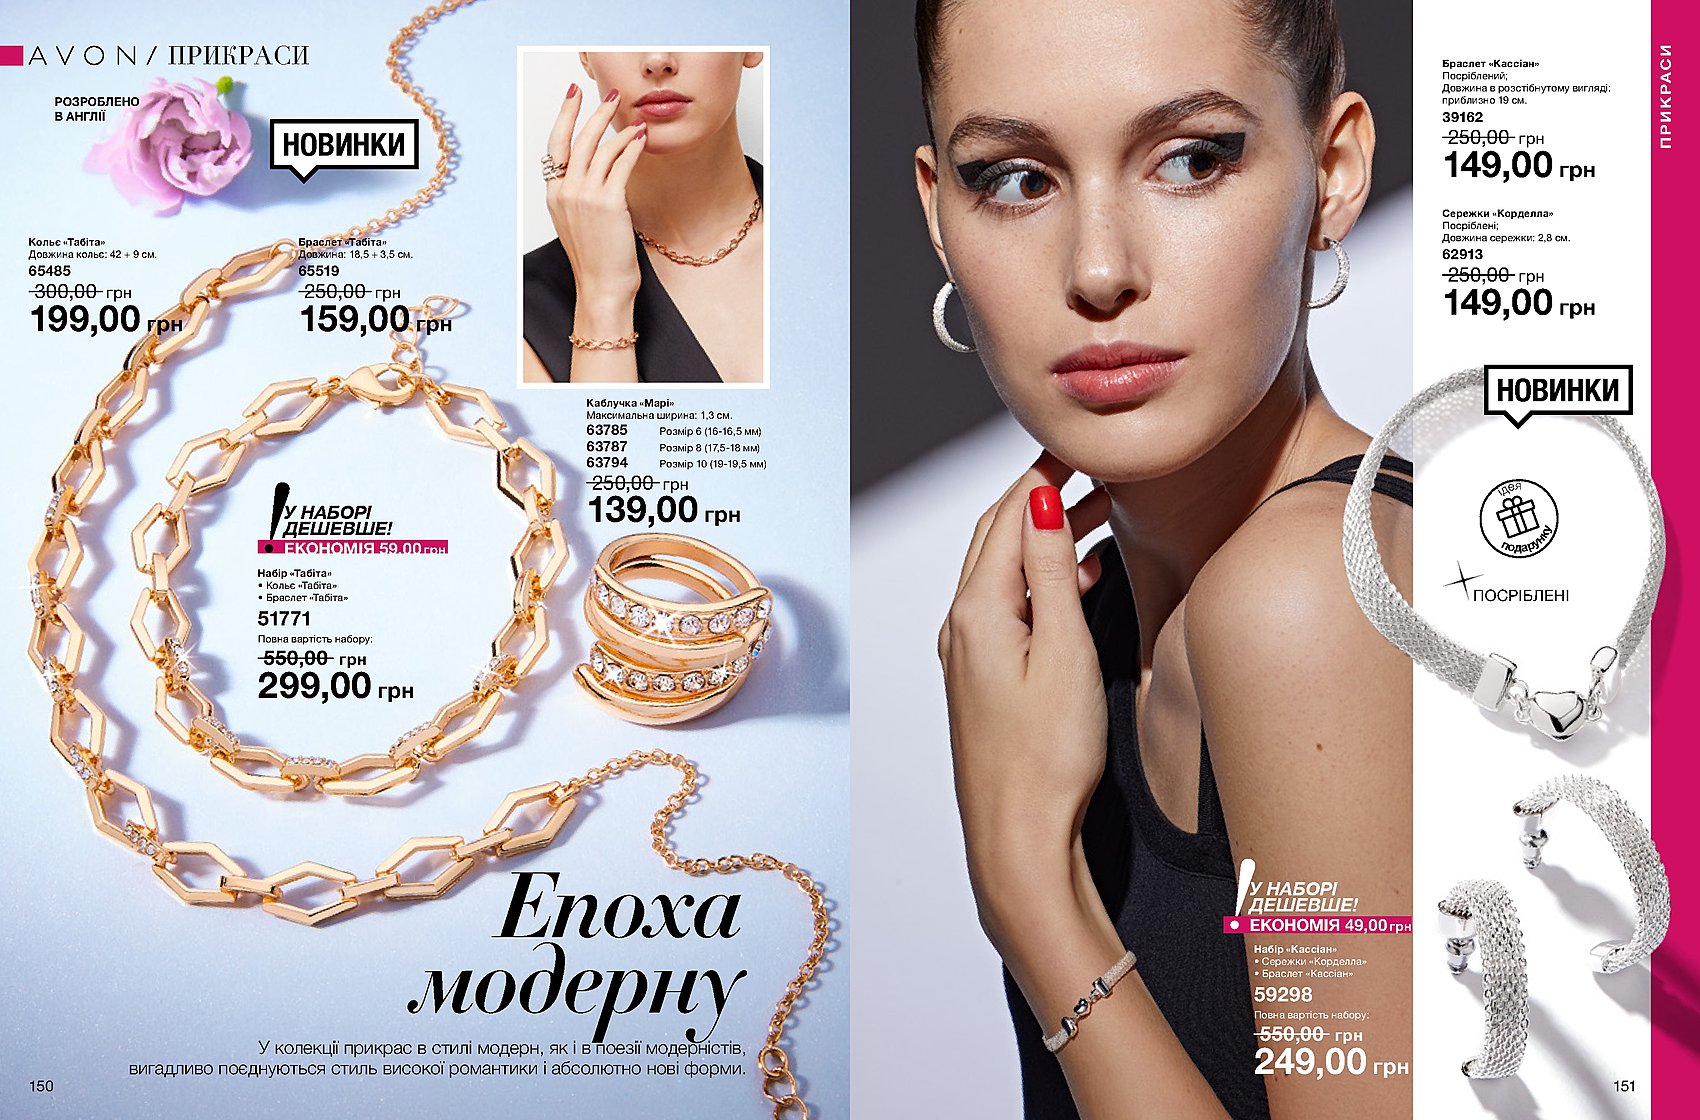 AVON / ПРИКРАСИ
РОЗРОБЛЕНО
В АНГЛІЇ
НОВИНКИ
Кольє «Табіта»
Довжина кольє: 42 + 9 см.
65485
300,00 грн
199,00 грн
Браслет «Табіта»
Довжина: 18,5 + 3,5 см.
65519
250,00 грн
159,00 грн
Каблучка «Марі»
Максимальна ширина: 1,3 см.
63785 Розмір 6 (16-16,5 мм)
63787 Розмір 8 (17,5-18 мм)
63794 Розмір 10 (19-19,5 мм)
250,00 грн
139,00 грн
У НАБОРІ
ДЕШЕВШЕ!
ЕКОНОМІЯ 59,00 грн
Набір «Табіта»
• Кольє «Табіта»
• Браслет «Табіта»
51771
Повна вартість набору:
550,00 грн
299,00 грн
Епоха
модерну
У колекції прикрас в стилі модерн, як і в поезії модерністів,
вигадливо поєднуються стиль високої романтики і абсолютно нові форми.
150
ПРИКРАСИ
Браслет «Кассіан»
Посріблений;
Довжина в розстібнутому вигляді:
приблизно 19 см.
39162
250,00 грн
149,00 грн
Сережки «Корделла»
Посріблені;
Довжина сережки: 2,8 см.
62913
250,00 грн
149,00 грн
НОВИНКИ
Ідея
подарунку
ПОСРІБЛЕНІ
У НАБОРІ
ДЕШЕВШЕ!
ЕКОНОМІЯ 49,00 грн
Набір «Кассіан»
• Сережки «Корделла»
• Браслет «Кассіан»
59298
Повна вартість набору:
550,00 грн
249,00 грн
151